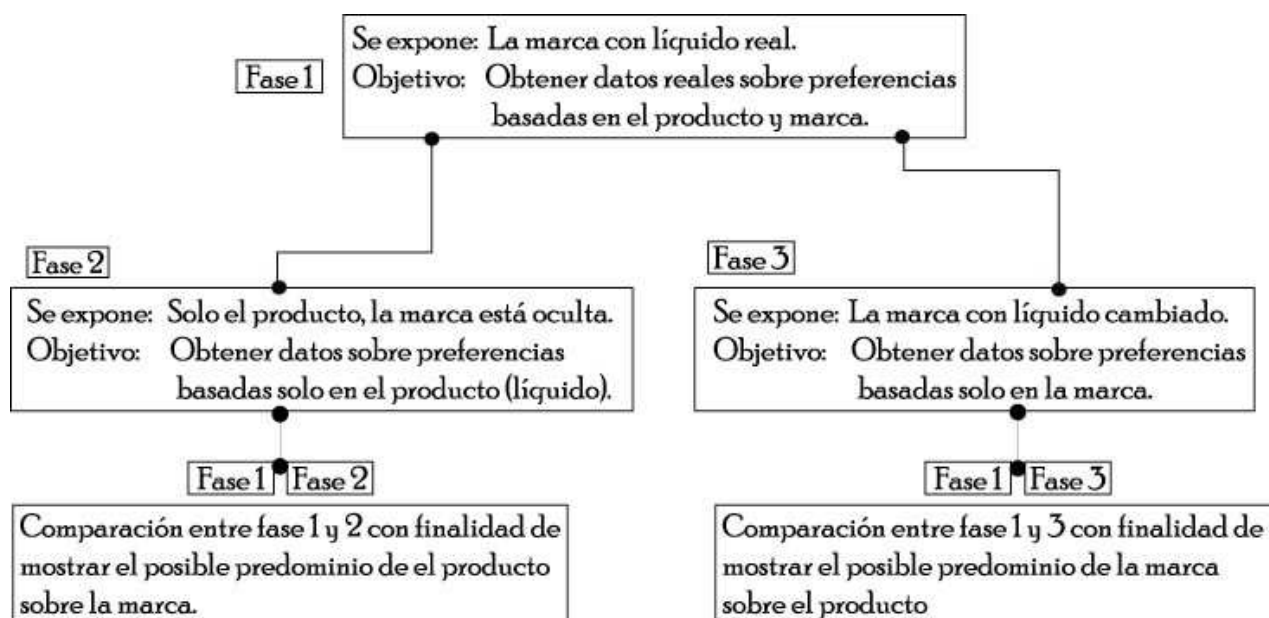 Fase 1
Se expone: La marca con líquido real.
Objetivo: Obtener datos reales sobre preferencias
basadas en el producto y marca.
Fase 2
Se expone: Solo el producto, la marca está oculta.
Objetivo: Obtener datos sobre preferencias
basadas solo en el producto (líquido).
Fase 3
Se expone: La marca con líquido cambiado.
Objetivo: Obtener datos sobre preferencias
basadas solo en la marca.
Fase 1 Fase 2
Comparación entre fase 1 y 2 con finalidad de
mostrar el posible predominio de el producto
sobre la marca.
Fase 1 Fase 3
Comparación entre fase 1 y 3 con finalidad de
mostrar el posible predominio de la marca
sobre el producto